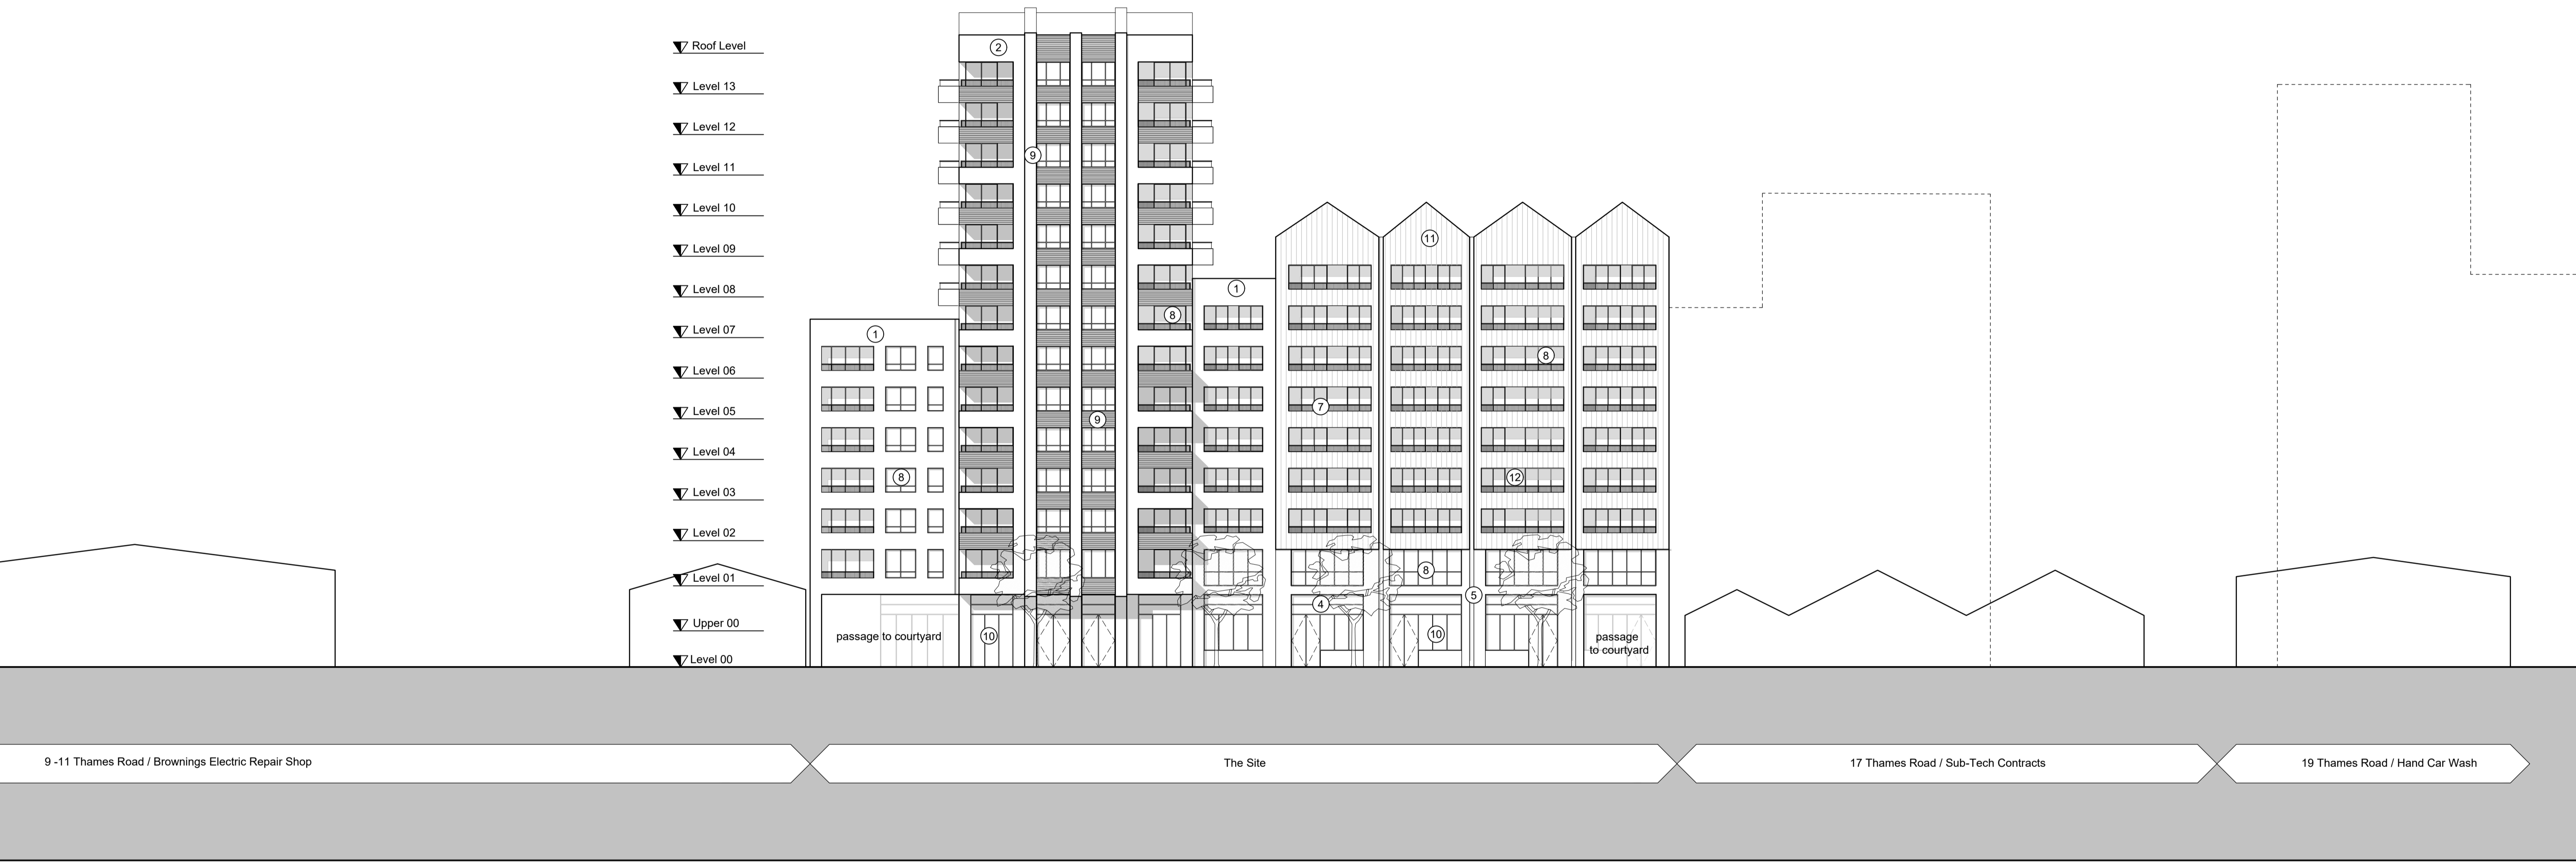 Roof Level
2
Level 13
Level 12
9
Level 11
Level 10
11
Level 09
1
Level 08
8
Level 07
1
8
Level 06
7
Level 05
9
Level 04
8
12
Level 03
Level 02
8
Level 01
5
4
Upper 00
passage to courtyard
10
10
passage
to courtyard
Level 00
9 -11 Thames Road / Brownings Electric Repair Shop
The Site
17 Thames Road / Sub-Tech Contracts
19 Thames Road / Hand Car Wash